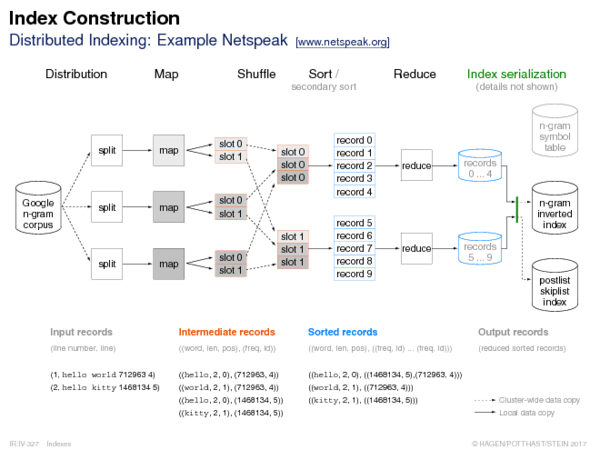 Index Construction
Distributed Indexing: Example Netspeak [www.netspeak.org]
Distribution Map Shuffle Sort / Reduce Index serialization
secondary sort (details not shown)
n-gram
symbol
table
split map slot 0
slot 1
slot 0
slot 0
slot 0
record 0
record 1
record 2
record 3
record 4
reduce
records
0 ... 4
Google
n-gram
corpus
split map slot 0
slot 1
n-gram
inverted
index
split map slot 0
slot 1
slot 1
slot 1
slot 1
record 5
record 6
record 7
record 8
record 9
reduce
records
5 ... 9
postlist
skiplist
index
Input records Intermediate records Sorted records Output records
(line number, line) ((word, len, pos), (freq, id)) ((word, len, pos), ((freq, id) ... (freq, id))) (reduced sorted records)
(1, hello world 712963 4) ((hello, 2, 0), (712963, 4)) ((hello, 2, 0), ((1468134, 5),(712963, 4)))
(2, hello kitty 1468134 5) ((world, 2, 1), (712963, 4)) ((world, 2, 1), ((712963, 4)))
((hello, 2, 0), (1468134, 5)) ((kitty, 2, 1), ((1468134, 5)))
((kitty, 2, 1), (1468134, 5))
Cluster-wide data copy
Local data copy
IR:IV-327 Indexes © HAGEN/POTTHAST/STEIN 2017